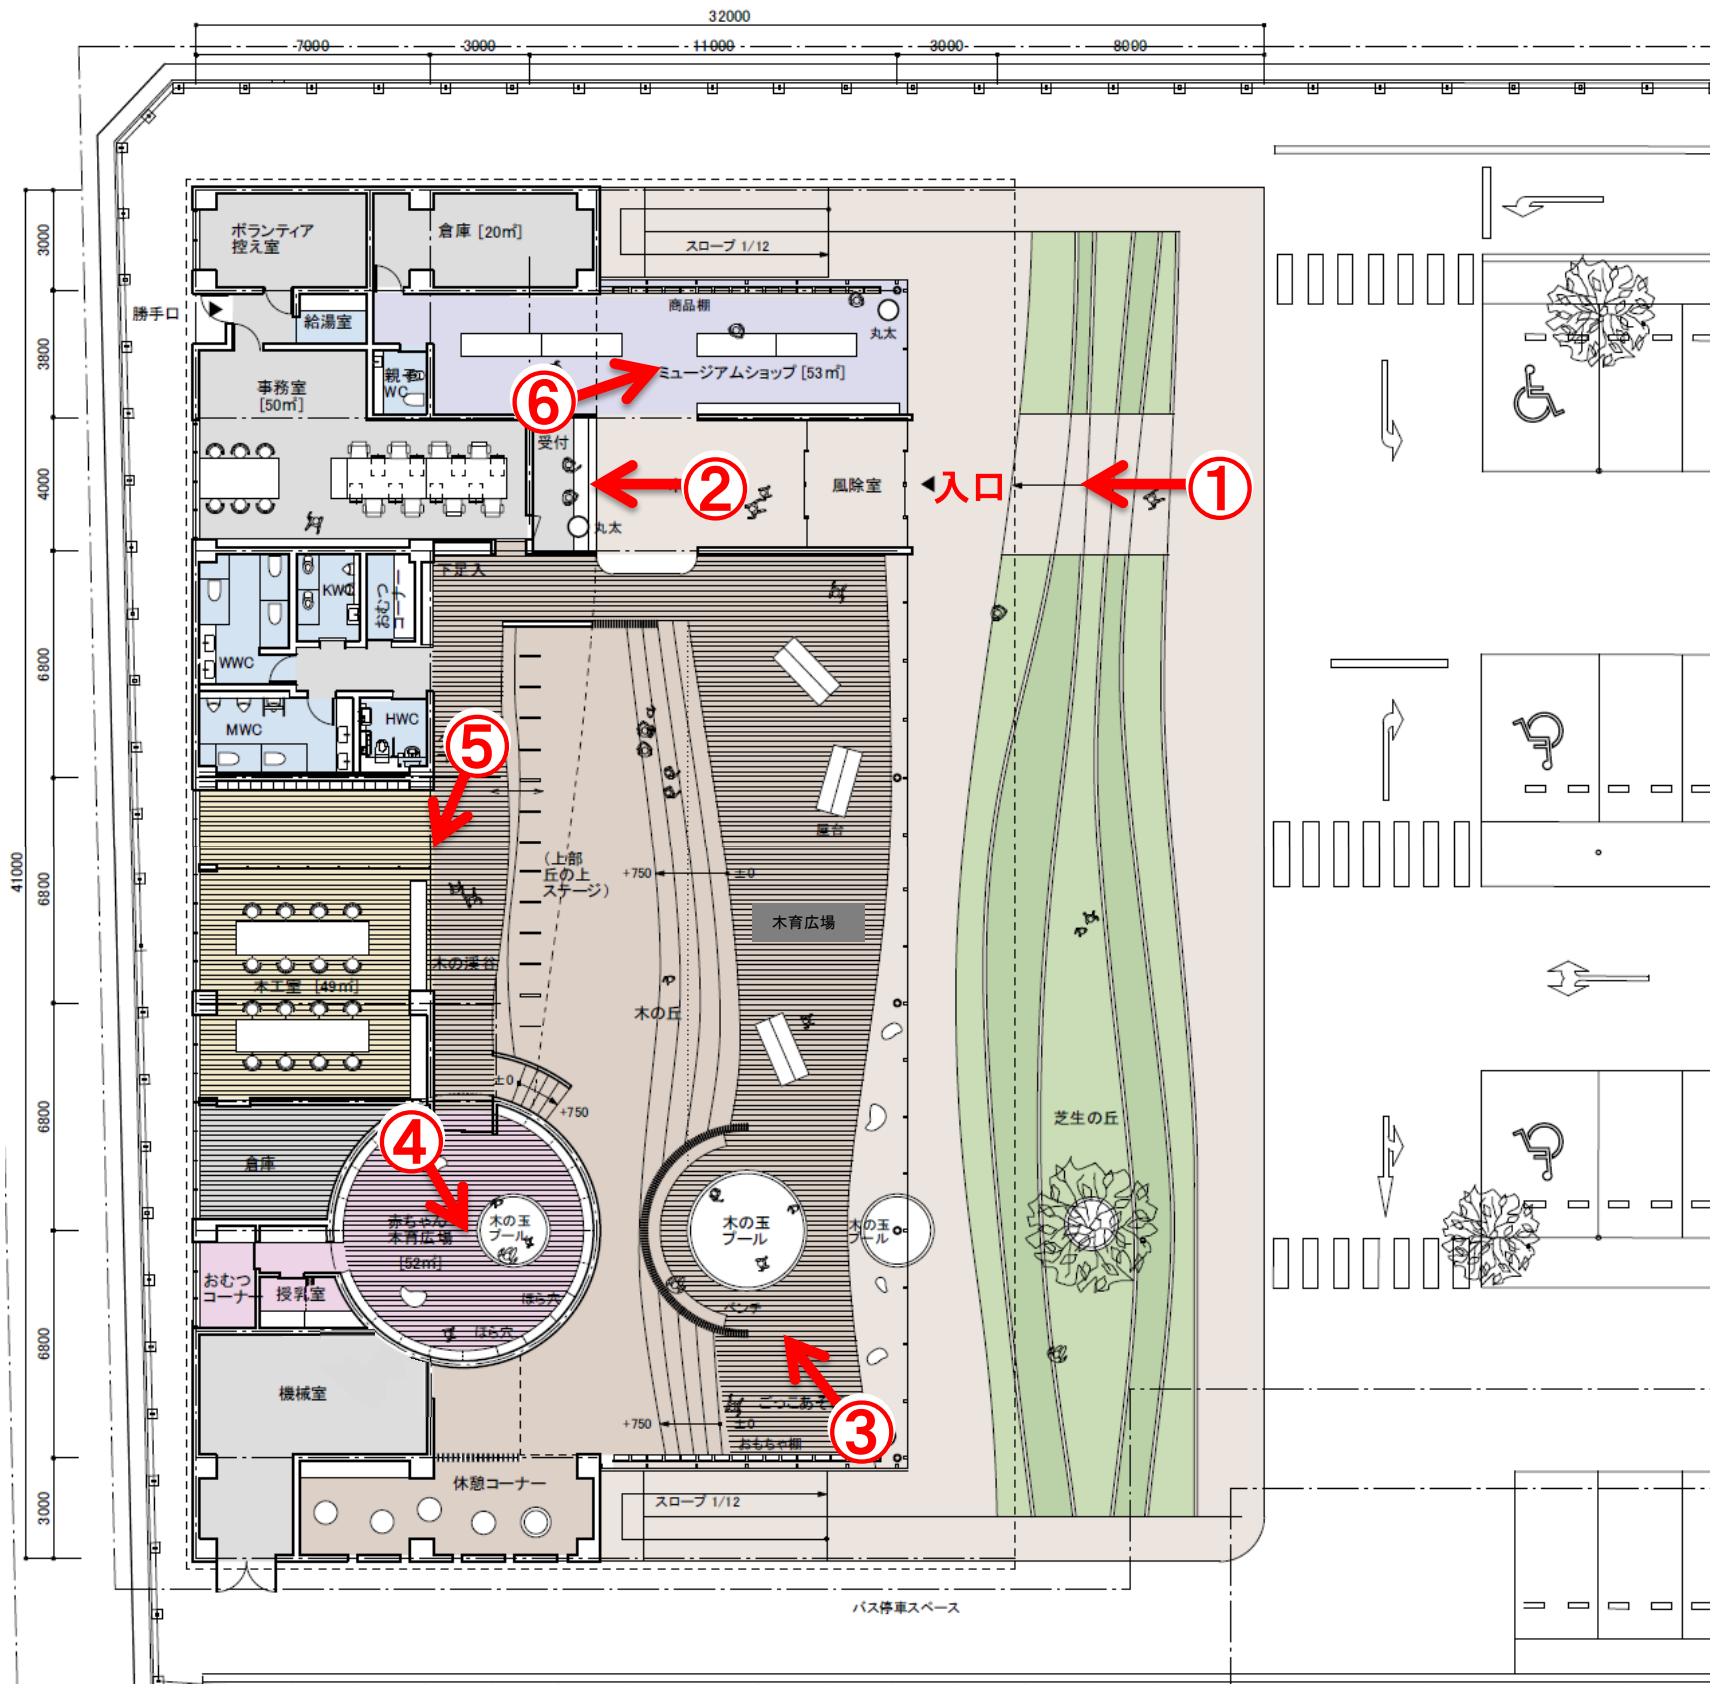 32000
7000
3000
11000
3000
8000
3000
3800
4000
6800
6800
6800
6800
3000
41000
ボランティア
控え室
倉庫 [20㎡]
スロープ 1/12
勝手口
給湯室
商品棚
丸太
ミュージアムショップ [53㎡]
⑥
親子
WC
事務室
[50㎡]
受付
丸太
②
風除室
入口
①
下足入
KWC
おむつ
コーナー
WWC
MWC
HWC
⑤
屋台
(上部
丘の上
ステージ)
+750
±0
木育広場
木の渓谷
木工室 [49㎡]
木の丘
±0
+750
芝生の丘
④
倉庫
赤ちゃん
木育広場
[52㎡]
木の玉
プール
木の玉
プール
木の玉
プール
おむつ
コーナー
授乳室
ほら穴
ほら穴
ベンチ
機械室
ごっこあそ
③
+750
±0
おもちゃ棚
休憩コーナー
スロープ 1/12
バス停車スペース